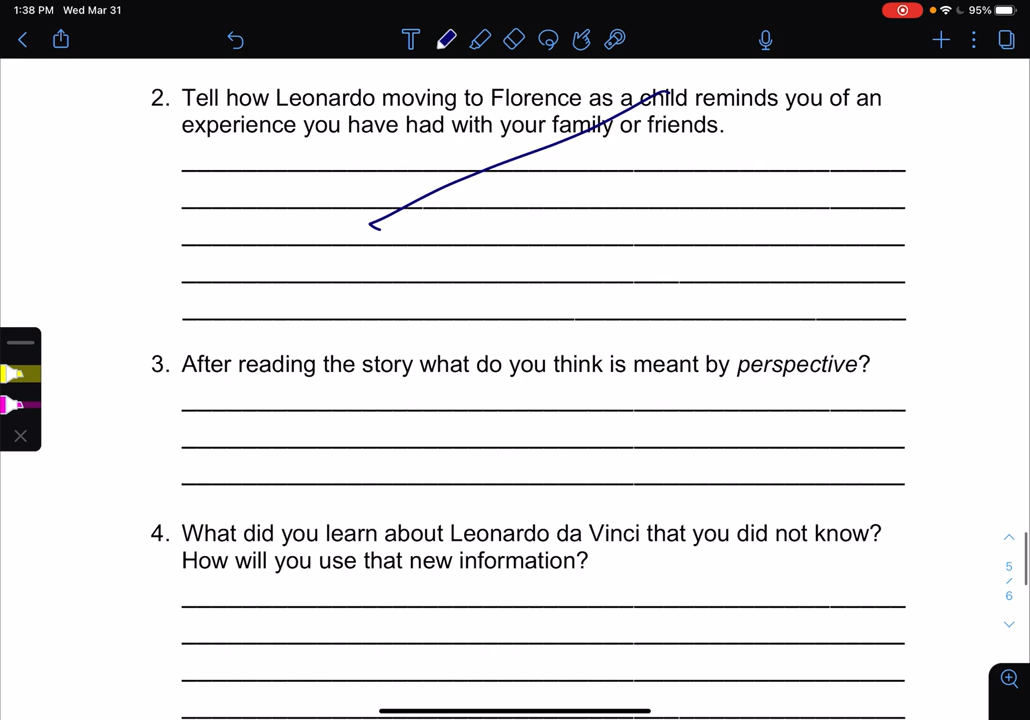 1:38 PM Wed Mar 31
95%
2. Tell how Leonardo moving to Florence as a child reminds you of an
experience you have had with your family or friends.
3. After reading the story what do you think is meant by perspective?
4. What did you learn about Leonardo da Vinci that you did not know?
How will you use that new information?
5
/
6